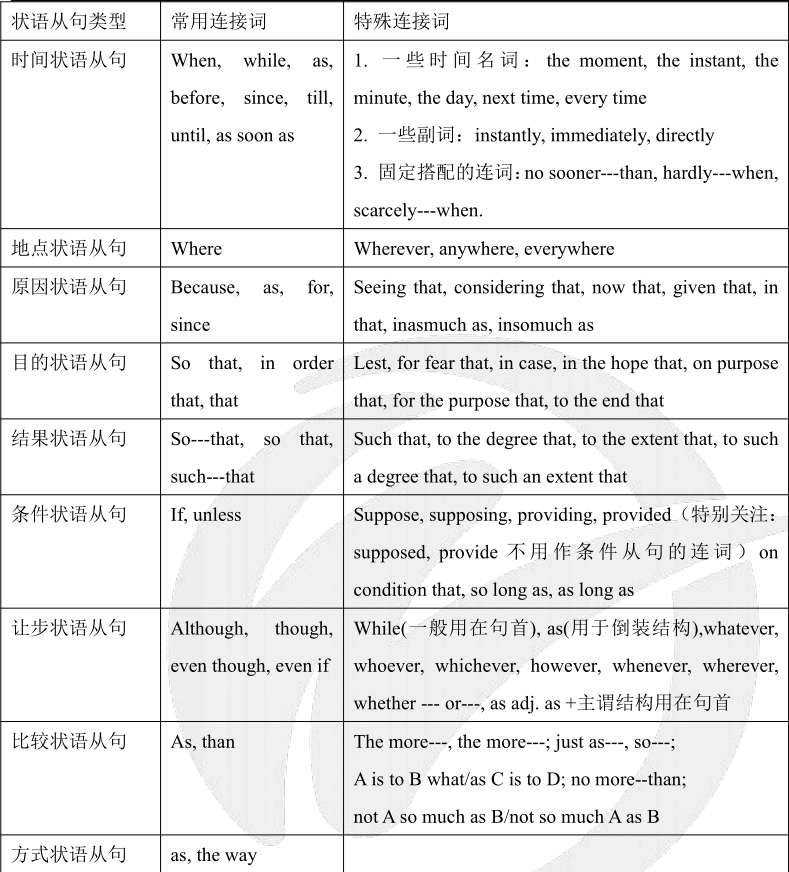 状语从句类型 常用连接词 特殊连接词
时间状语从句 When, while, as, 1. 一些时间名词：the moment, the instant, the
before, since, till, minute, the day, next time, every time
until, as soon as 2. 一些副词：instantly, immediately, directly
3. 固定搭配的连词：no sooner---than, hardly---when,
scarcely---when.
地点状语从句 Where Wherever, anywhere, everywhere
原因状语从句 Because, as, for, Seeing that, considering that, now that, given that, in
since that, inasmuch as, insomuch as
目的状语从句 So that, in order Lest, for fear that, in case, in the hope that, on purpose
that, that that, for the purpose that, to the end that
结果状语从句 So---that, so that, Such that, to the degree that, to the extent that, to such
such---that a degree that, to such an extent that
条件状语从句 If, unless Suppose, supposing, providing, provided（特别关注：
supposed, provide 不用作条件从句的连词）on
condition that, so long as, as long as
让步状语从句 Although, though, While(一般用在句首), as(用于倒装结构),whatever,
even though, even if whoever, whichever, however, whenever, wherever,
whether --- or---, as adj. as +主谓结构用在句首
比较状语从句 As, than The more---, the more---; just as---, so---;
A is to B what/as C is to D; no more--than;
not A so much as B/not so much A as B
方式状语从句 as, the way